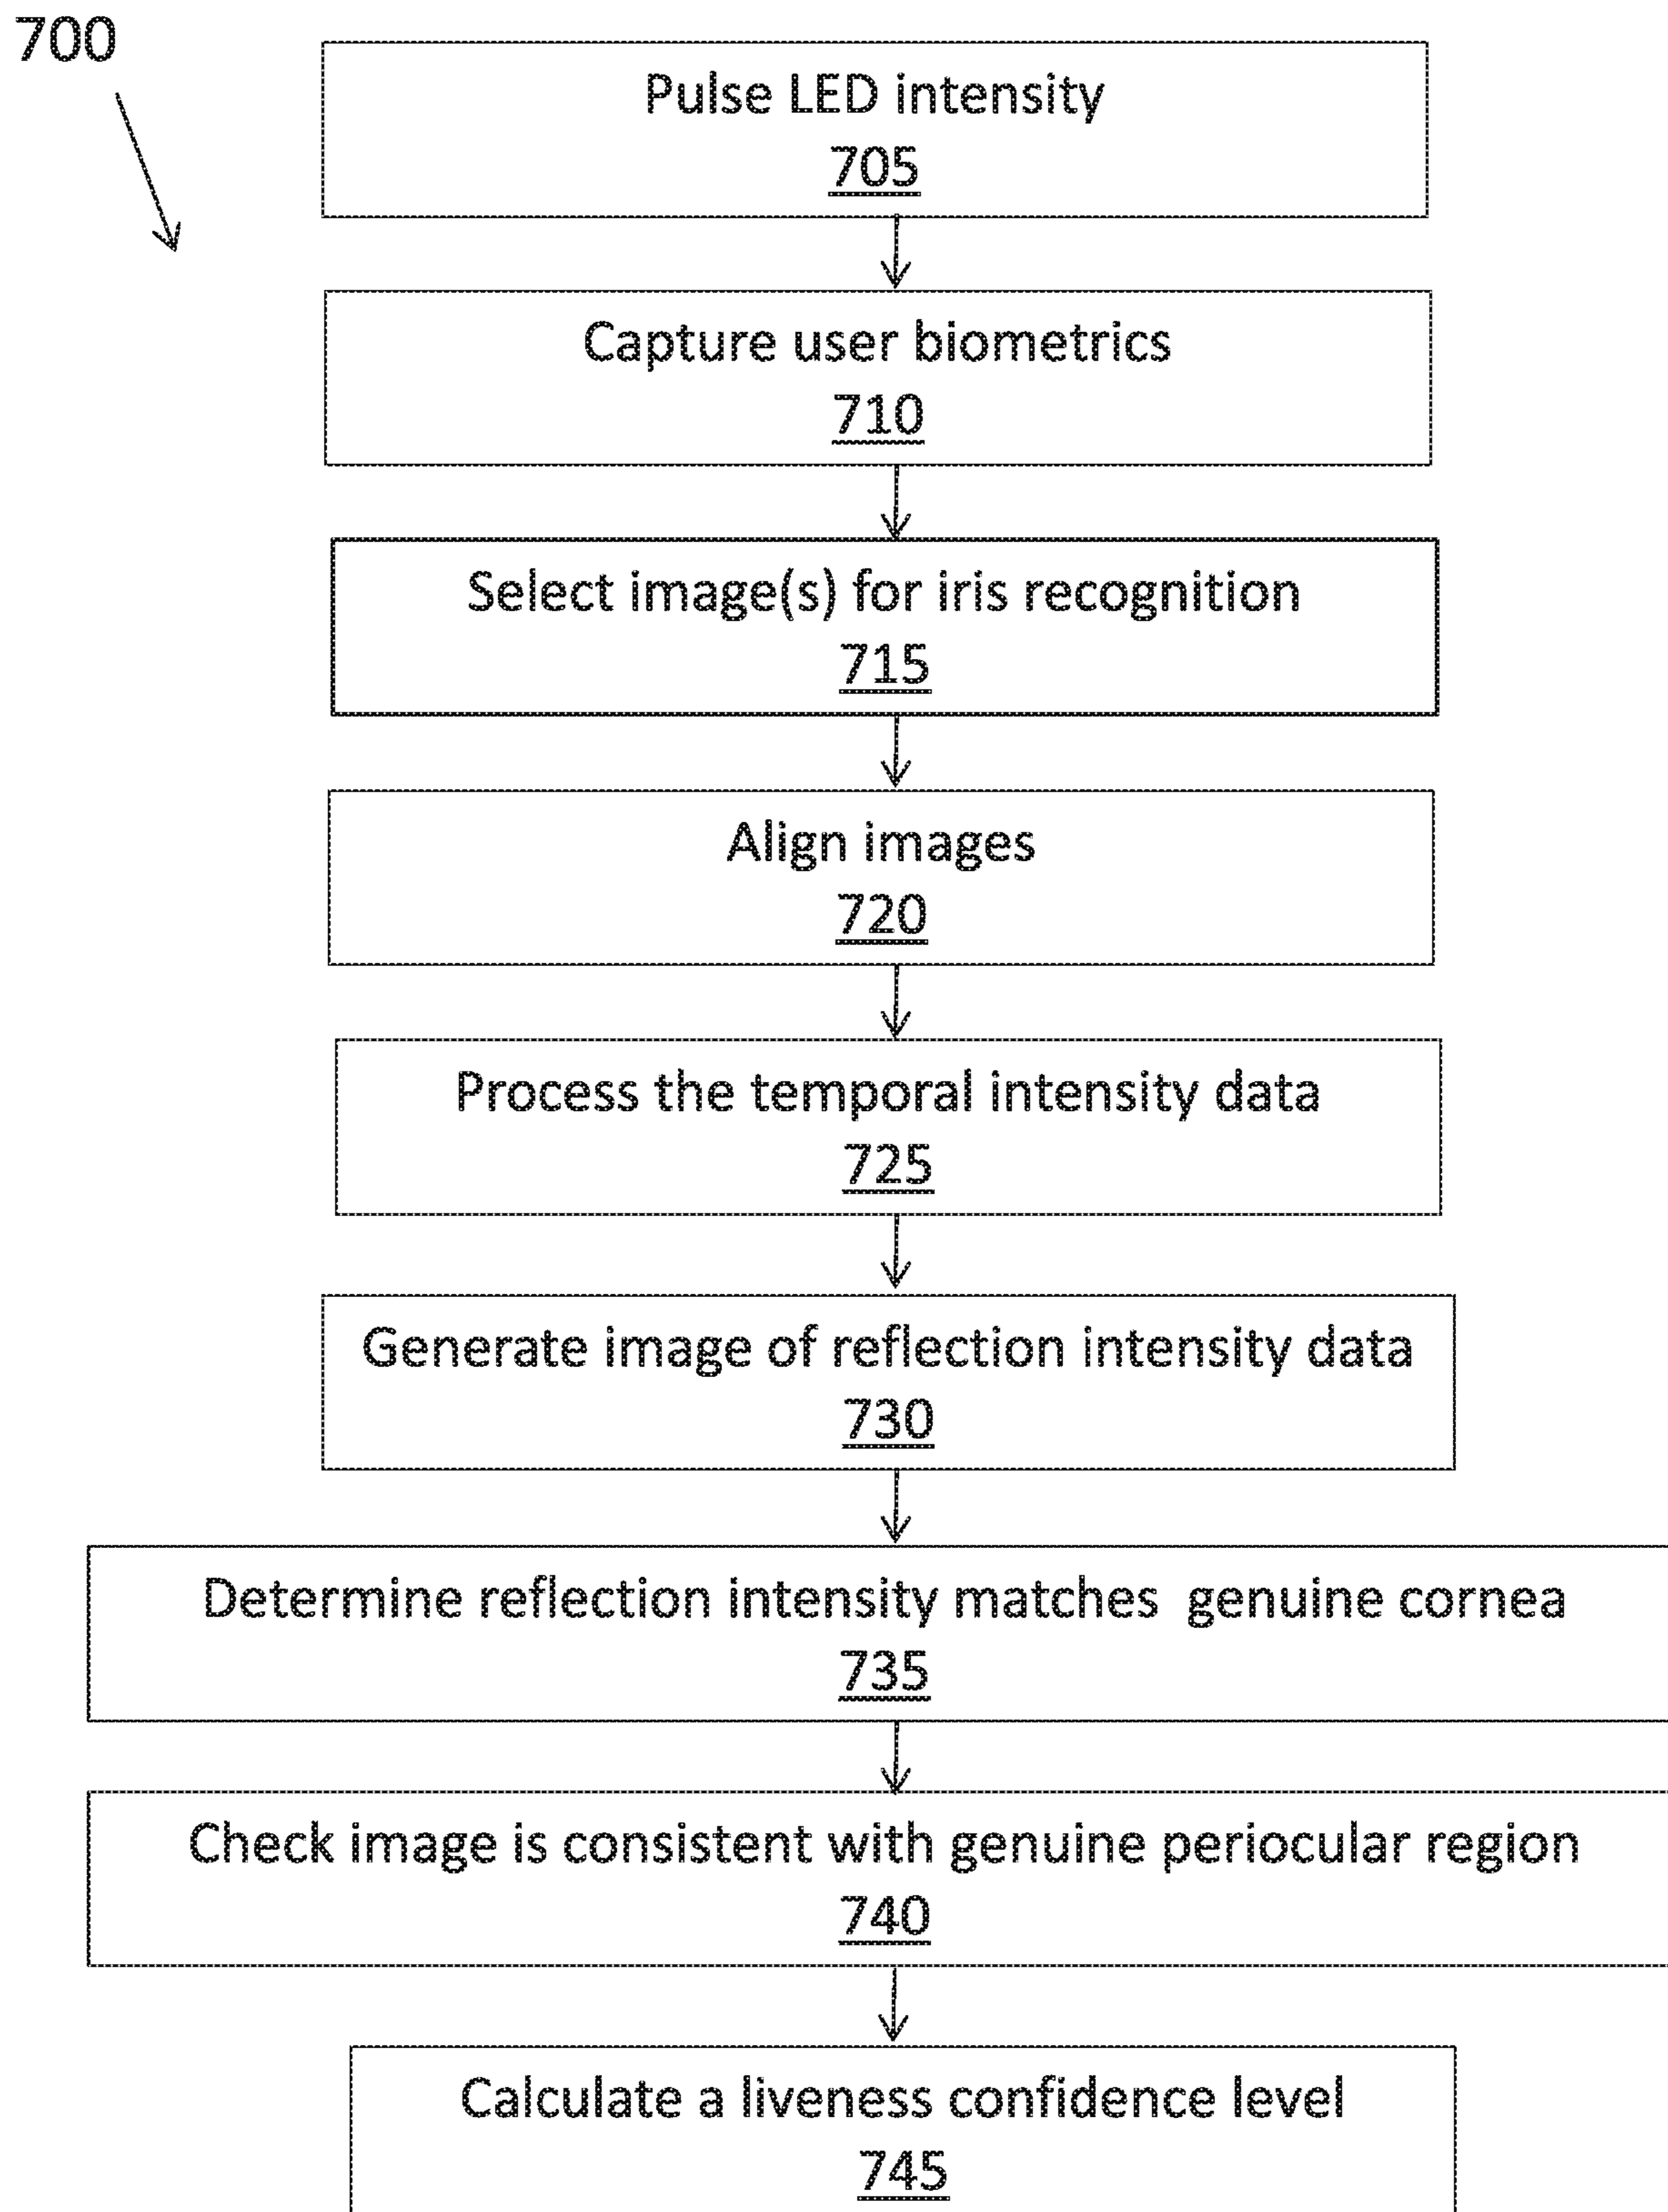 700
Pulse LED intensity
705
Capture user biometrics
710
Select image(s) for iris recognition
715
Align images
720
Process the temporal intensity data
725
Generate image of reflection intensity data
730
Determine reflection intensity matches genuine cornea
735
Check image is consistent with genuine periocular region
740
Calculate a liveness confidence level
745